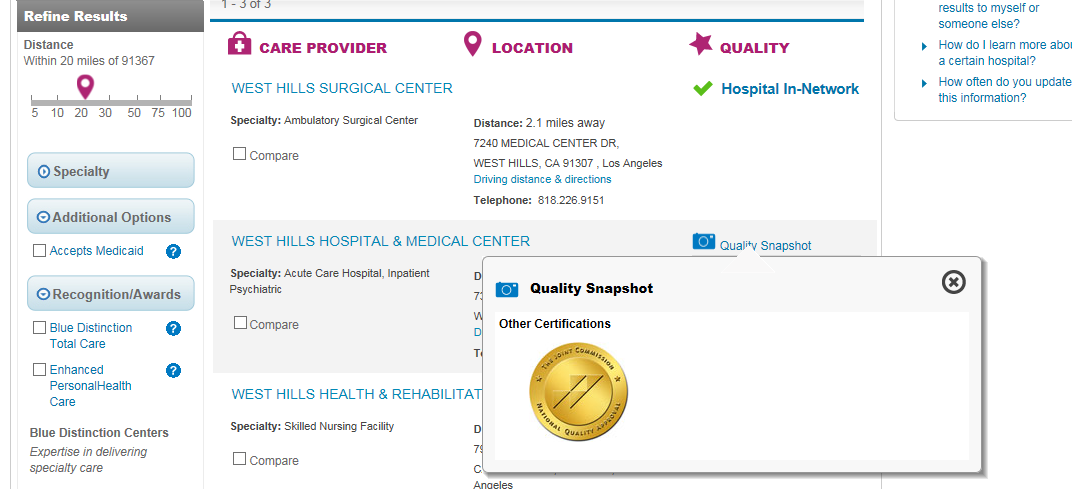 Refine Results
Distance
Within 20 miles of 91367
5 10 20 30 50 75 100
Specialty
Additional Options
Accepts Medicaid ?
Recognition/Awards
Blue Distinction
Total Care ?
Enhanced
PersonalHealth
Care ?
Blue Distinction Centers
Expertise in delivering
specialty care
1 - 3 of 3
CARE PROVIDER LOCATION QUALITY
WEST HILLS SURGICAL CENTER
Hospital In-Network
Specialty: Ambulatory Surgical Center
Compare
Distance: 2.1 miles away
7240 MEDICAL CENTER DR,
WEST HILLS, CA 91307 , Los Angeles
Driving distance & directions
Telephone: 818.226.9151
WEST HILLS HOSPITAL & MEDICAL CENTER
Quality Snapshot
Specialty: Acute Care Hospital, Inpatient
Psychiatric
Compare
Quality Snapshot
Other Certifications
THE JOINT COMMISSION
NATIONAL QUALITY APPROVAL
WEST HILLS HEALTH & REHABILITAT
Specialty: Skilled Nursing Facility
Compare
Angeles
results to myself or
someone else?
How do I learn more abou
a certain hospital?
How often do you update
this information?